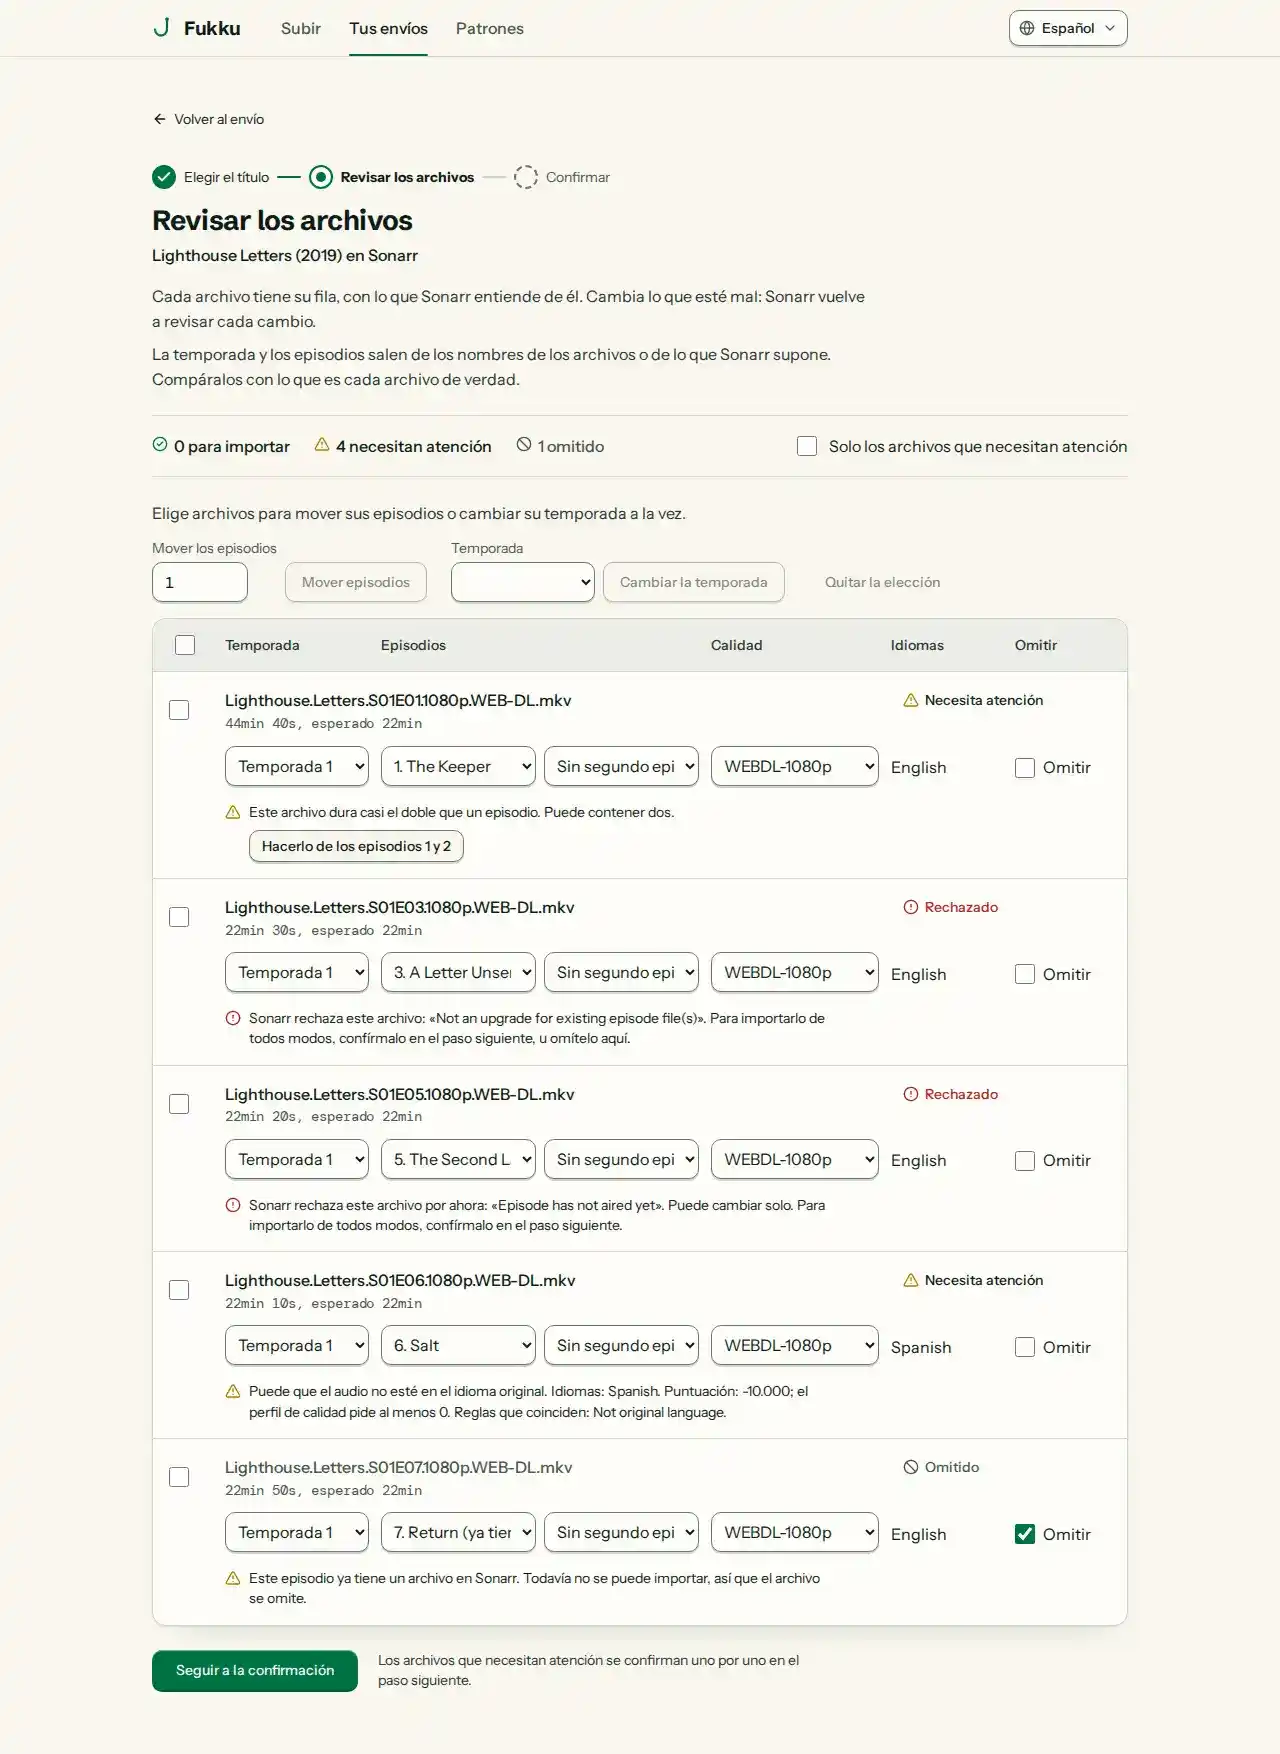 Fukku
Subir
Tus envíos
Patrones
Español
Volver al envío
Elegir el título
Revisar los archivos
Confirmar
Revisar los archivos
Lighthouse Letters (2019) en Sonarr
Cada archivo tiene su fila, con lo que Sonarr entiende de él. Cambia lo que esté mal: Sonarr vuelve
a revisar cada cambio.
La temporada y los episodios salen de los nombres de los archivos o de lo que Sonarr supone.
Compáralos con lo que es cada archivo de verdad.
0 para importar
4 necesitan atención
1 omitido
Solo los archivos que necesitan atención
Elige archivos para mover sus episodios o cambiar su temporada a la vez.
Mover los episodios
Temporada
1
Mover episodios
Cambiar la temporada
Quitar la elección
Temporada
Episodios
Calidad
Idiomas
Omitir
Lighthouse.Letters.S01E01.1080p.WEB-DL.mkv
Necesita atención
44min 40s, esperado 22min
Temporada 1
1. The Keeper
Sin segundo epi
WEBDL-1080p
English
Omitir
Este archivo dura casi el doble que un episodio. Puede contener dos.
Hacerlo de los episodios 1 y 2
Lighthouse.Letters.S01E03.1080p.WEB-DL.mkv
Rechazado
22min 30s, esperado 22min
Temporada 1
3. A Letter Unser
Sin segundo epi
WEBDL-1080p
English
Omitir
Sonarr rechaza este archivo: «Not an upgrade for existing episode file(s)». Para importarlo de
todos modos, confírmalo en el paso siguiente, u omítelo aquí.
Lighthouse.Letters.S01E05.1080p.WEB-DL.mkv
Rechazado
22min 20s, esperado 22min
Temporada 1
5. The Second L
Sin segundo epi
WEBDL-1080p
English
Omitir
Sonarr rechaza este archivo por ahora: «Episode has not aired yet». Puede cambiar solo. Para
importarlo de todos modos, confírmalo en el paso siguiente.
Lighthouse.Letters.S01E06.1080p.WEB-DL.mkv
Necesita atención
22min 10s, esperado 22min
Temporada 1
6. Salt
Sin segundo epi
WEBDL-1080p
Spanish
Omitir
Puede que el audio no esté en el idioma original. Idiomas: Spanish. Puntuación: -10.000; el
perfil de calidad pide al menos 0. Reglas que coinciden: Not original language.
Lighthouse.Letters.S01E07.1080p.WEB-DL.mkv
Omitido
22min 50s, esperado 22min
Temporada 1
7. Return (ya tier
Sin segundo epi
WEBDL-1080p
English
Omitir
Este episodio ya tiene un archivo en Sonarr. Todavía no se puede importar, así que el archivo
se omite.
Seguir a la confirmación
Los archivos que necesitan atención se confirman uno por uno en el
paso siguiente.